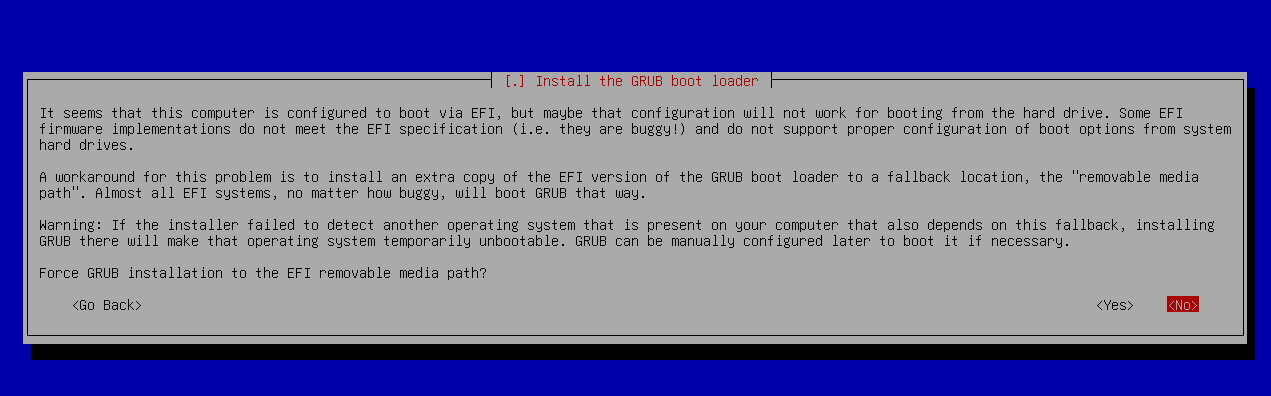 [.] Install the GRUB boot loader
It seems that this computer is configured to boot via EFI, but maybe that configuration will not work for booting from the hard drive. Some EFI
firmware implementations do not meet the EFI specification (i.e. they are buggy!) and do not support proper configuration of boot options from system
hard drives.
A workaround for this problem is to install an extra copy of the EFI version of the GRUB boot loader to a fallback location, the "removable media
path". Almost all EFI systems, no matter how buggy, will boot GRUB that way.
Warning: If the installer failed to detect another operating system that is present on your computer that also depends on this fallback, installing
GRUB there will make that operating system temporarily unbootable. GRUB can be manually configured later to boot it if necessary.
Force GRUB installation to the EFI removable media path?
<Go Back> <Yes> <No>